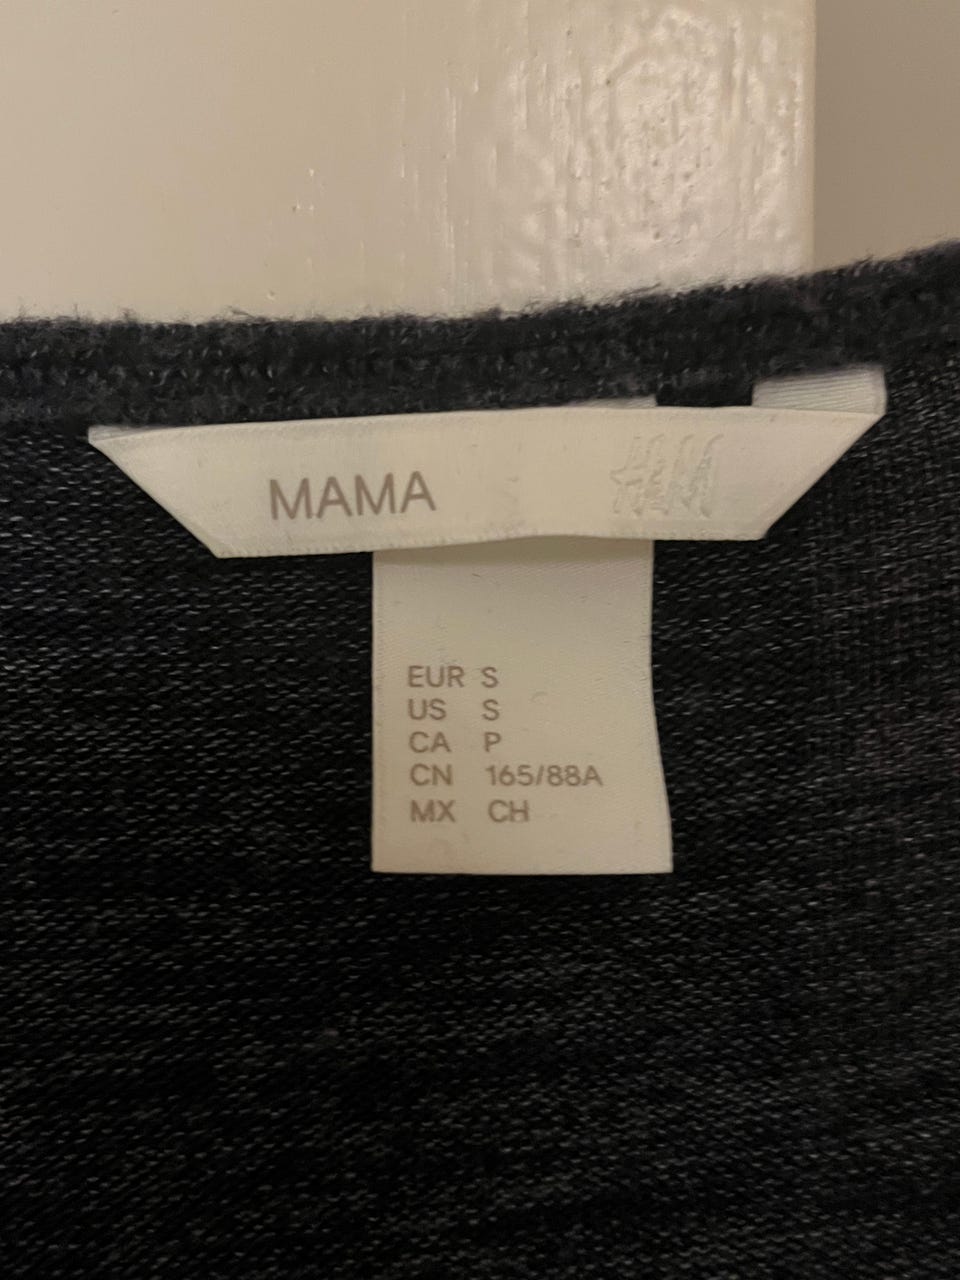 MAMA
EUR S
US S
CA P
CN 165/88A
MX CH